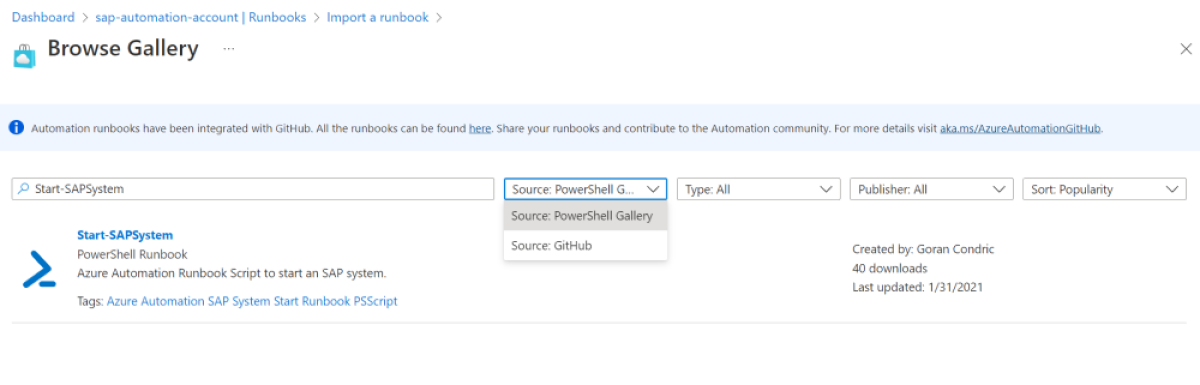 Dashboard > sap-automation-account | Runbooks > Import a runbook >
Browse Gallery ...
Automation runbooks have been integrated with GitHub. All the runbooks can be found here. Share your runbooks and contribute to the Automation community. For more details visit aka.ms/AzureAutomationGitHub.
Start-SAPSystem
Source: PowerShell G...
Type: All
Publisher: All
Sort: Popularity
Source: PowerShell Gallery
Source: GitHub
Start-SAPSystem
PowerShell Runbook
Azure Automation Runbook Script to start an SAP system.
Tags: Azure Automation SAP System Start Runbook PSScript
Created by: Goran Condric
40 downloads
Last updated: 1/31/2021